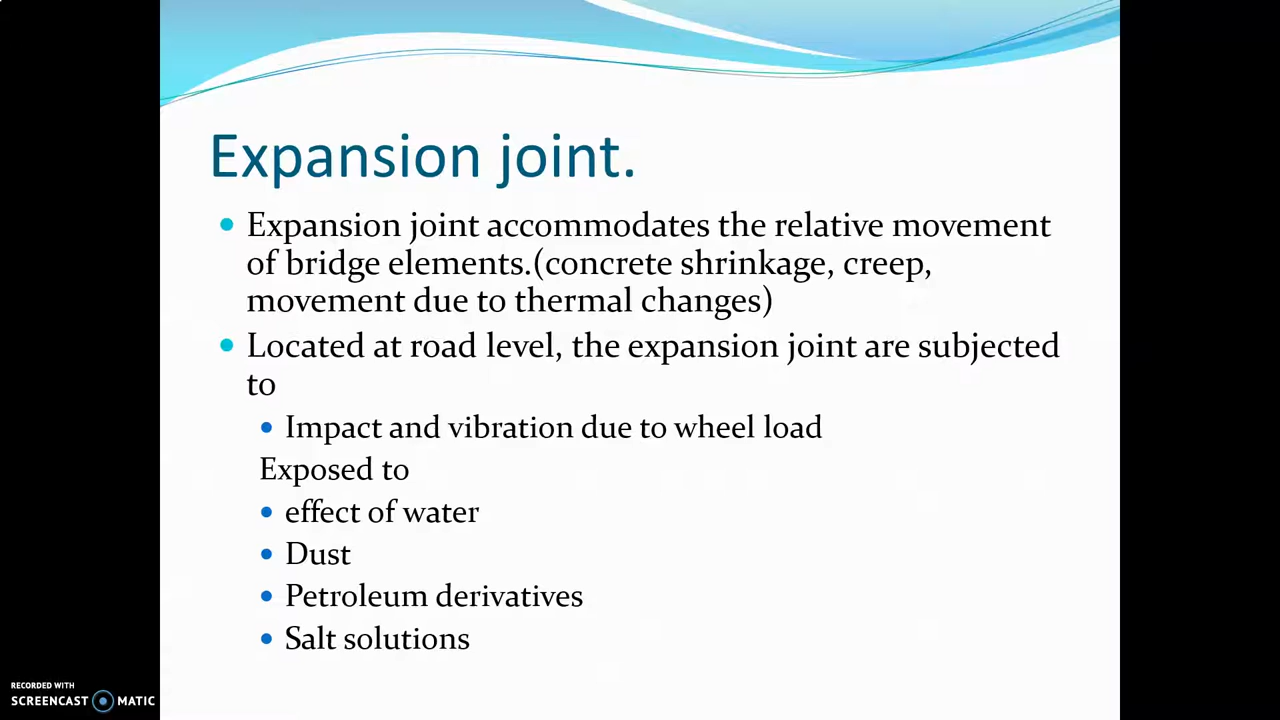 Expansion joint.
Expansion joint accommodates the relative movement
of bridge elements.(concrete shrinkage, creep,
movement due to thermal changes)
Located at road level, the expansion joint are subjected
to
Impact and vibration due to wheel load
Exposed to
effect of water
Dust
Petroleum derivatives
Salt solutions
RECORDED WITH
SCREENCAST MATIC